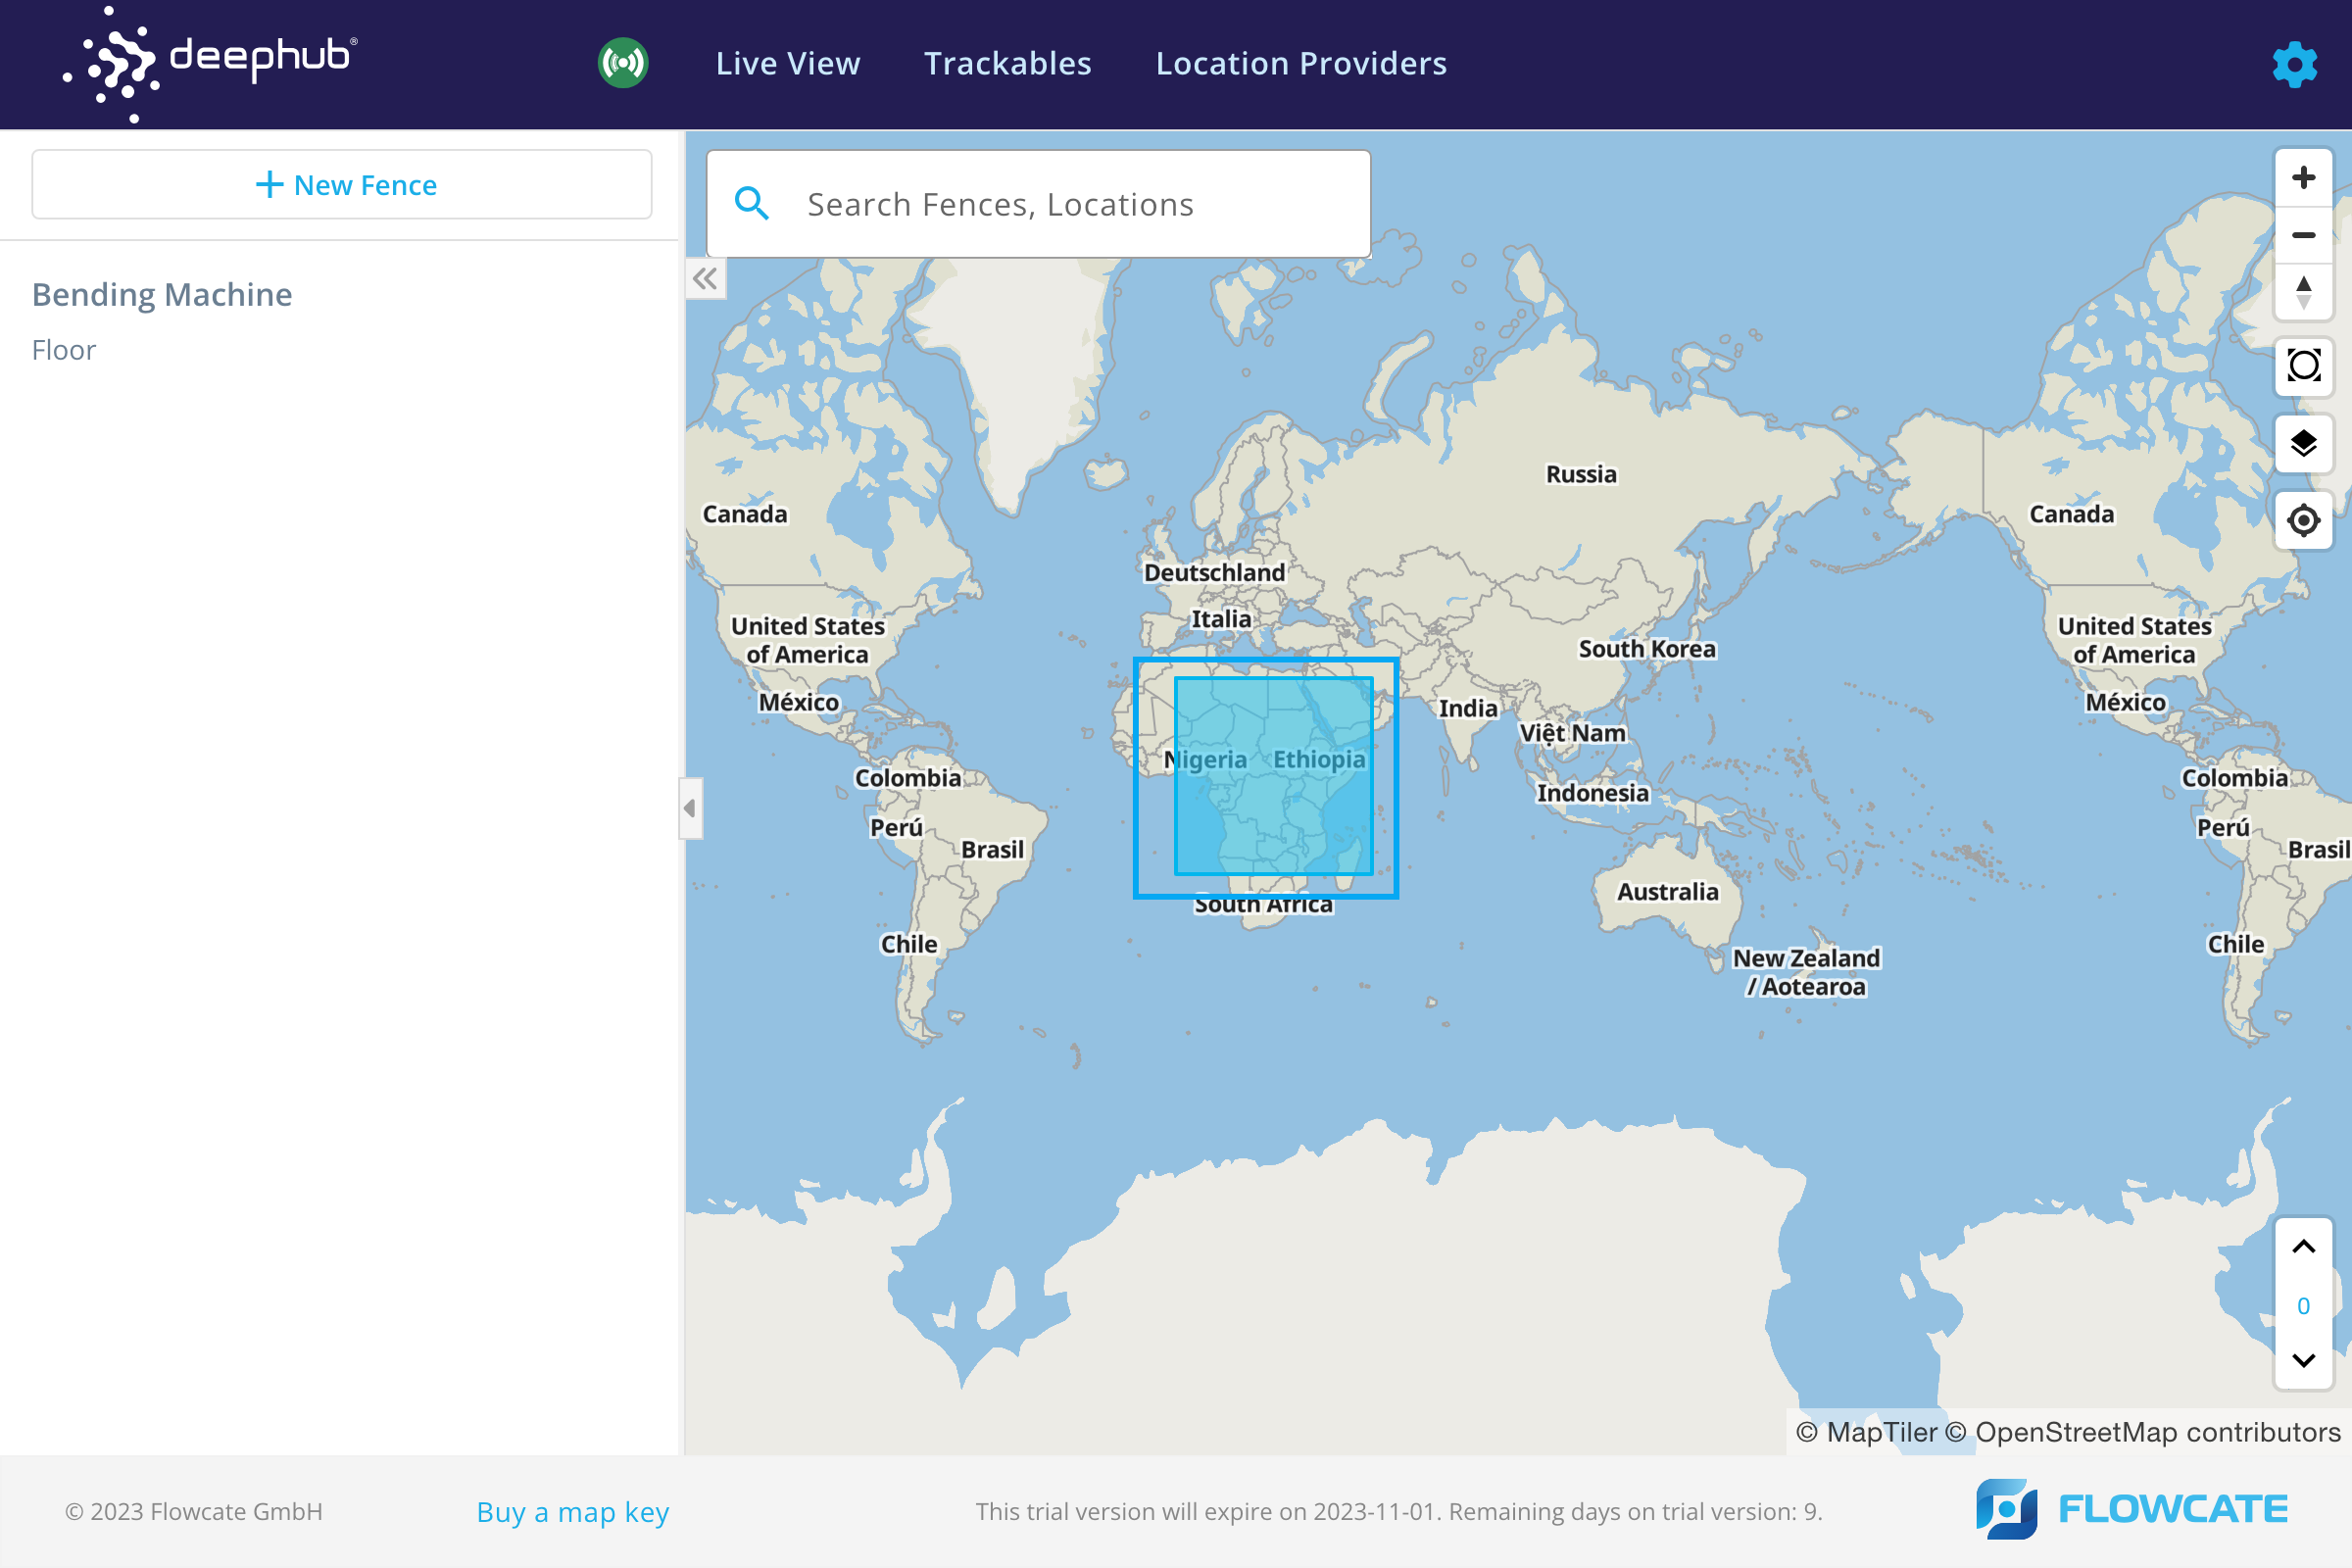 deephub®
Live View
Trackables
Location Providers
New Fence
Search Fences, Locations
Bending Machine
Floor
Russia
Canada
Canada
Deutschland
Italia
United States
of America
United States
of America
South Korea
México
México
India
Việt Nam
Nigeria
Ethiopia
Colombia
Colombia
Indonesia
Perú
Perú
Brasil
Brasil
Australia
South Africa
Chile
Chile
New Zealand
/ Aotearoa
0
© MapTiler © OpenStreetMap contributors
© 2023 Flowcate GmbH
Buy a map key
This trial version will expire on 2023-11-01. Remaining days on trial version: 9.
FLOWCATE